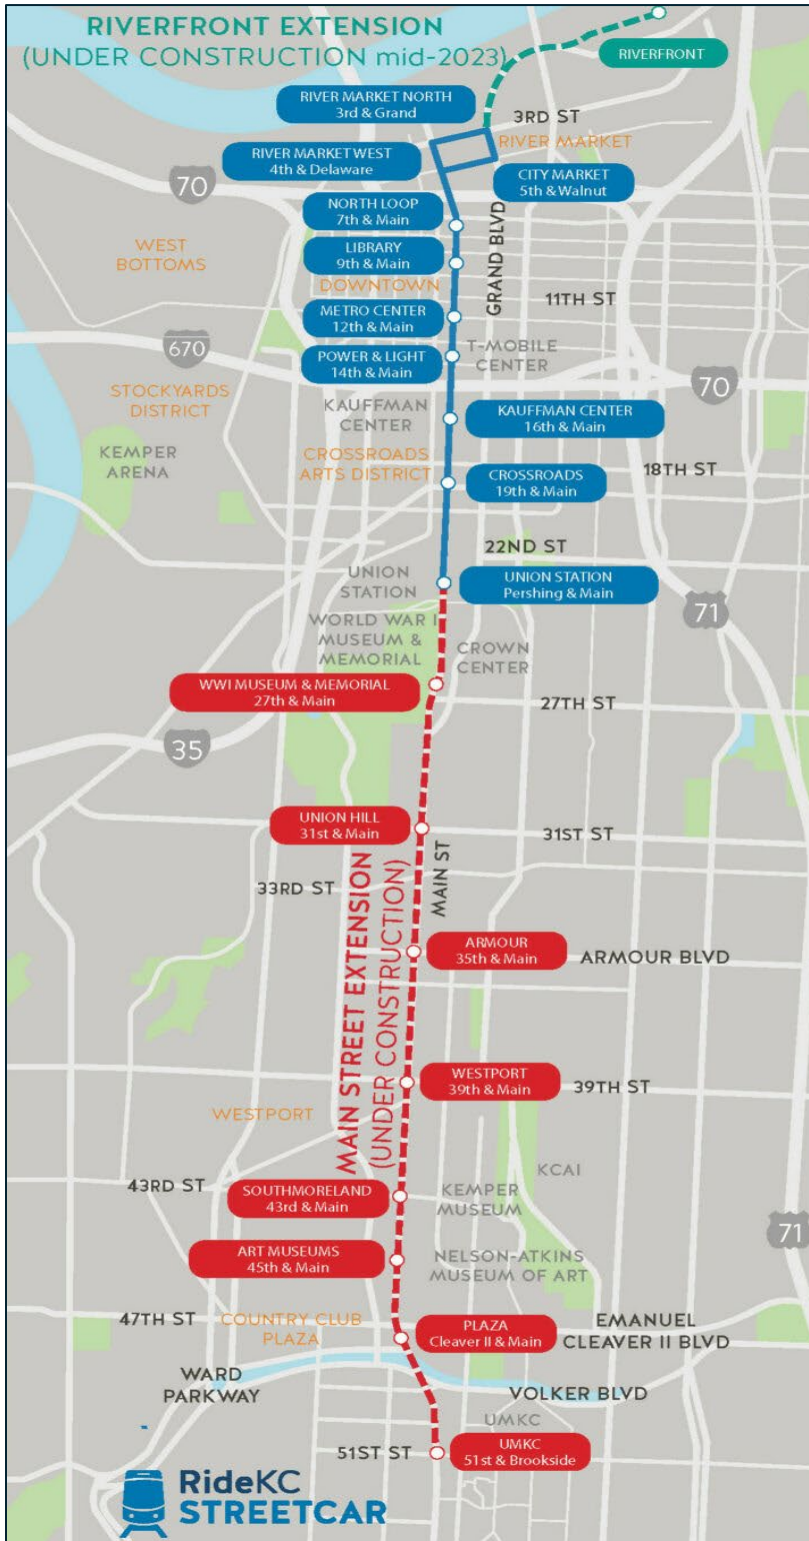 RIVERFRONT EXTENSION
(UNDER CONSTRUCTION mid-2023)
RIVERFRONT
RIVER MARKET NORTH
3rd & Grand
3RD ST
RIVER MARKET
RIVER MARKET WEST
4th & Delaware
CITY MARKET
5th & Walnut
70
NORTH LOOP
7th & Main
GRAND BLVD
WEST
BOTTOMS
LIBRARY
9th & Main
DOWNTOWN
11TH ST
METRO CENTER
12th & Main
670
POWER & LIGHT
14th & Main
T-MOBILE
CENTER
70
STOCKYARDS
DISTRICT
KAUFFMAN
CENTER
KAUFFMAN CENTER
16th & Main
KEMPER
ARENA
CROSSROADS
ARTS DISTRICT
18TH ST
CROSSROADS
19th & Main
22ND ST
UNION
STATION
UNION STATION
Pershing & Main
71
WORLD WAR I
MUSEUM &
MEMORIAL
CROWN
CENTER
WWI MUSEUM & MEMORIAL
27th & Main
27TH ST
35
UNION HILL
31st & Main
31ST ST
MAIN ST
33RD ST
MAIN STREET EXTENSION
(UNDER CONSTRUCTION)
ARMOUR
35th & Main
ARMOUR BLVD
WESTPORT
39th & Main
39TH ST
WESTPORT
KCAI
43RD ST
SOUTHMORELAND
43rd & Main
KEMPER
MUSEUM
71
ART MUSEUMS
45th & Main
NELSON-ATKINS
MUSEUM OF ART
47TH ST
COUNTRY CLUB
PLAZA
PLAZA
Cleaver II & Main
EMANUEL
CLEAVER II BLVD
WARD
PARKWAY
VOLKER BLVD
UMKC
51ST ST
UMKC
51st & Brookside
RideKC
STREETCAR